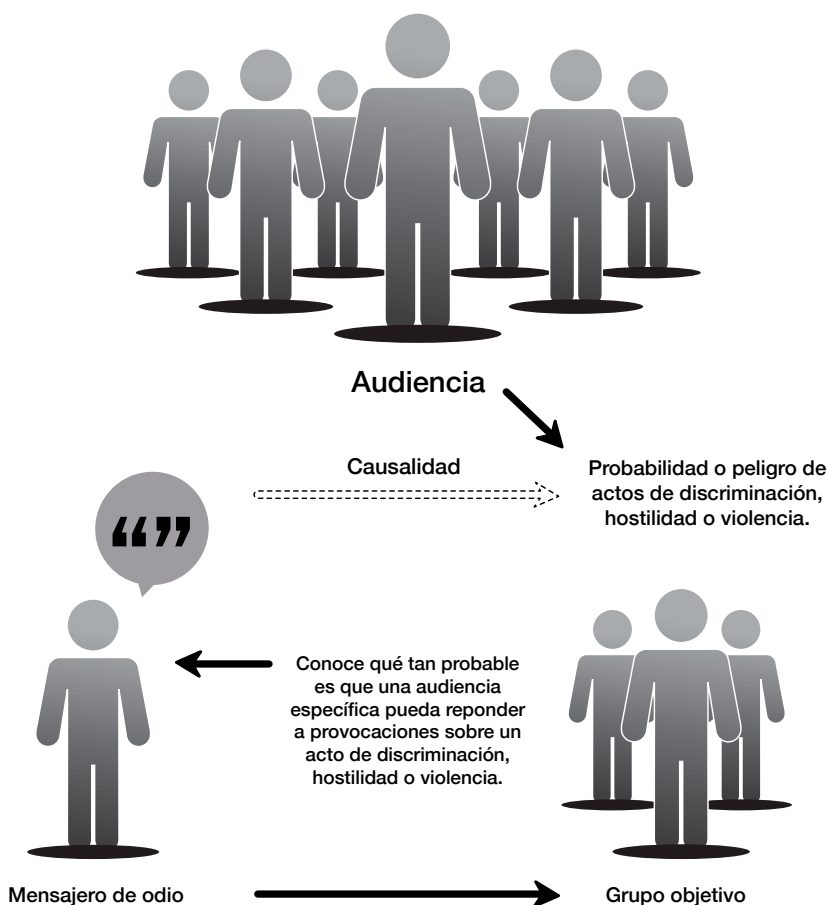 Audiencia
Causalidad
Probabilidad o peligro de
actos de discriminación,
hostilidad o violencia.
“”
Conoce qué tan probable
es que una audiencia
específica pueda reponder
a provocaciones sobre un
acto de discriminación,
hostilidad o violencia.
Mensajero de odio
Grupo objetivo